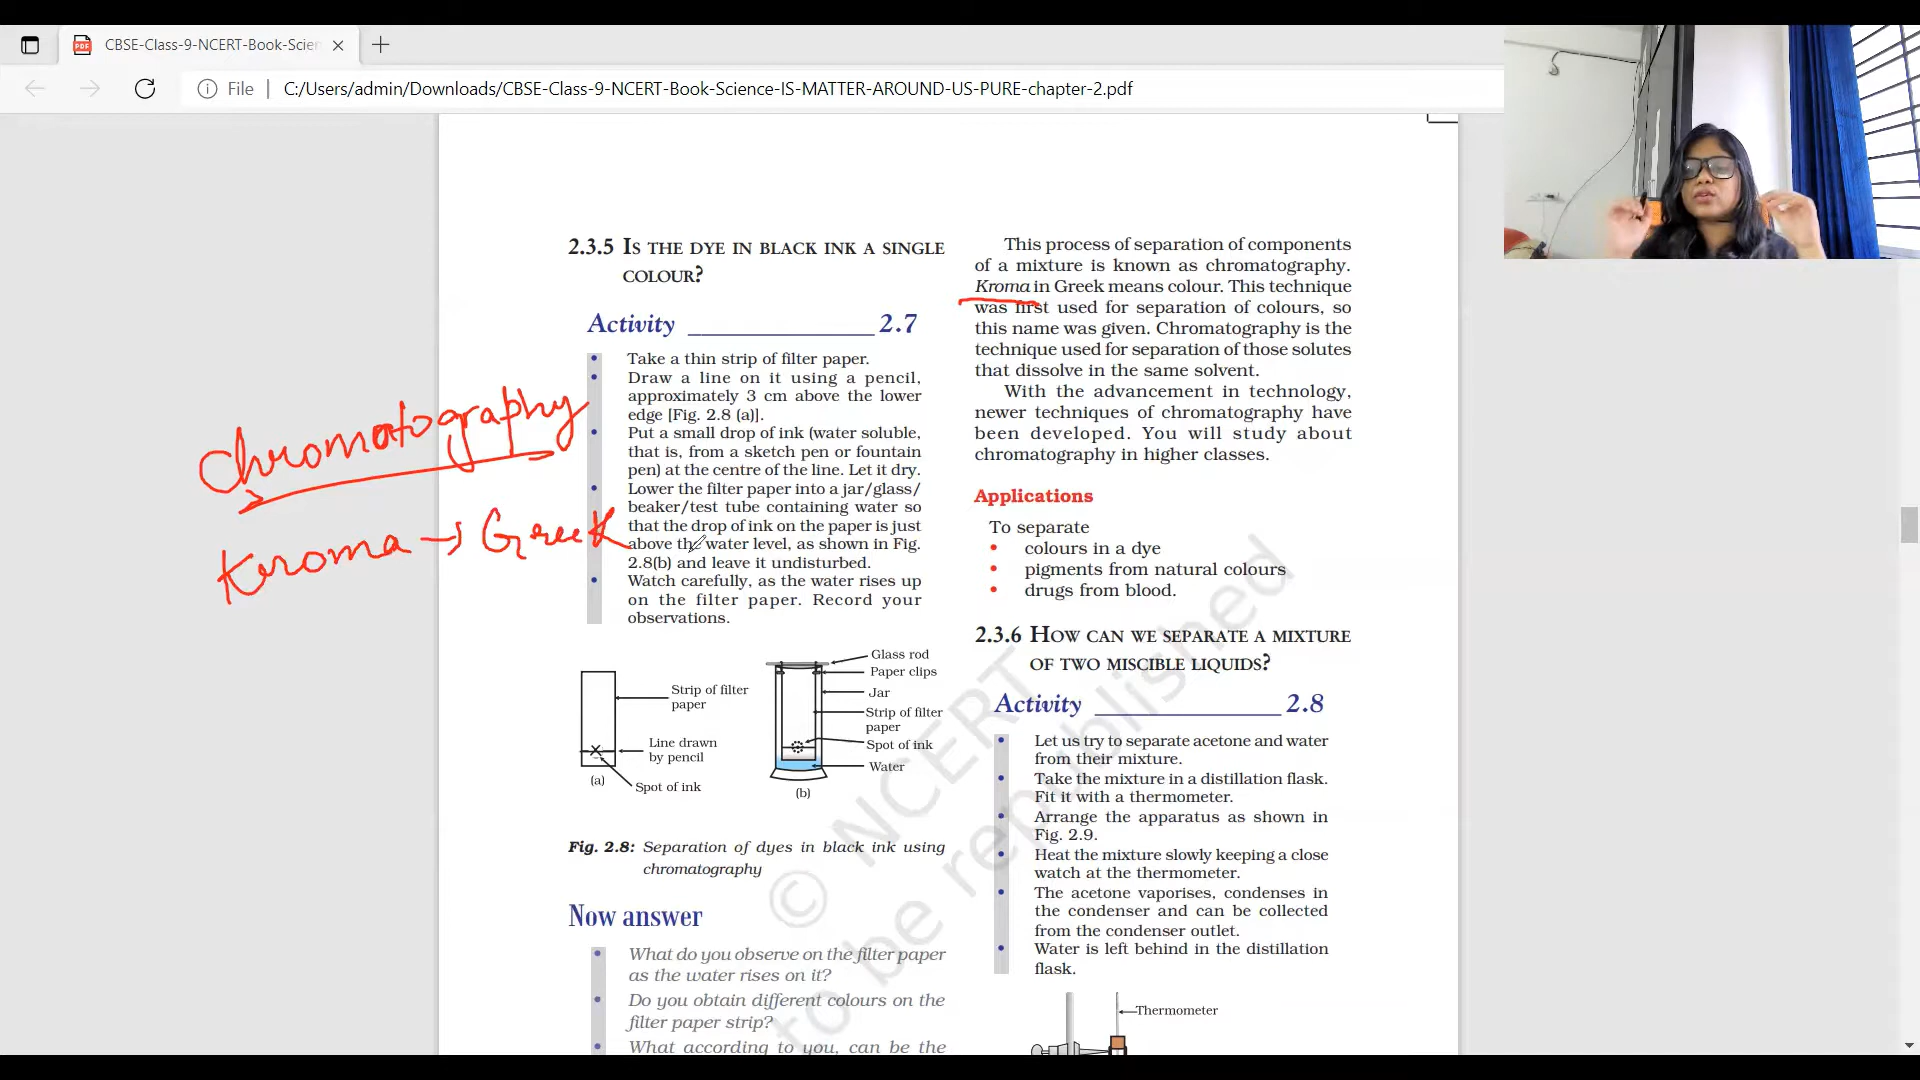 CBSE-Class-9-NCERT-Book-Scien
File
C:/Users/admin/Downloads/CBSE-Class-9-NCERT-Book-Science-IS-MATTER-AROUND-US-PURE-chapter-2.pdf
2.3.5 IS THE DYE IN BLACK INK A SINGLE
COLOUR?
Activity ______________ 2.7
• Take a thin strip of filter paper.
• Draw a line on it using a pencil,
approximately 3 cm above the lower
edge [Fig. 2.8 (a)].
• Put a small drop of ink (water soluble,
that is, from a sketch pen or fountain
pen) at the centre of the line. Let it dry.
• Lower the filter paper into a jar/glass/
beaker/test tube containing water so
that the drop of ink on the paper is just
above the water level, as shown in Fig.
2.8(b) and leave it undisturbed.
• Watch carefully, as the water rises up
on the filter paper. Record your
observations.
Chromatography
Kroma → Greek
Strip of filter
paper
Line drawn
by pencil
(a)
Spot of ink
Glass rod
Paper clips
Jar
Strip of filter
paper
Spot of ink
Water
(b)
Fig. 2.8: Separation of dyes in black ink using
chromatography
Now answer
• What do you observe on the filter paper
as the water rises on it?
• Do you obtain different colours on the
filter paper strip?
• What according to you, can be the
This process of separation of components
of a mixture is known as chromatography.
Kroma in Greek means colour. This technique
was first used for separation of colours, so
this name was given. Chromatography is the
technique used for separation of those solutes
that dissolve in the same solvent.
With the advancement in technology,
newer techniques of chromatography have
been developed. You will study about
chromatography in higher classes.
Applications
To separate
• colours in a dye
• pigments from natural colours
• drugs from blood.
2.3.6 HOW CAN WE SEPARATE A MIXTURE
OF TWO MISCIBLE LIQUIDS?
Activity ______________ 2.8
• Let us try to separate acetone and water
from their mixture.
• Take the mixture in a distillation flask.
Fit it with a thermometer.
• Arrange the apparatus as shown in
Fig. 2.9.
• Heat the mixture slowly keeping a close
watch at the thermometer.
• The acetone vaporises, condenses in
the condenser and can be collected
from the condenser outlet.
• Water is left behind in the distillation
flask.
Thermometer
© NCERT
to be republished